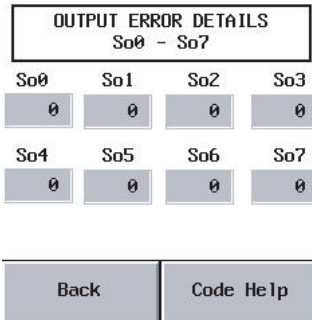 OUTPUT ERROR DETAILS
So0 - So7
So0 So1 So2 So3
0 0 0 0
So4 So5 So6 So7
0 0 0 0
Back Code Help